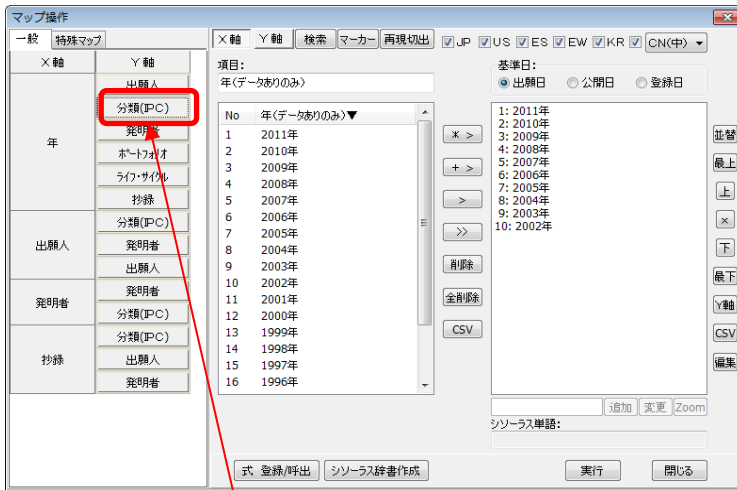 マップ操作
一般 特殊マップ
X軸 Y軸
年
出願人
分類(IPC)
発明者
ポートフォリオ
ライフ・サイクル
抄録
出願人
分類(IPC)
発明者
出願人
発明者
発明者
分類(IPC)
抄録
分類(IPC)
出願人
発明者
X軸 Y軸 検索 マーカー 再現切出 JP US ES EW KR CN(中)
項目:
年(データありのみ)
基準日:
出願日 公開日 登録日
No 年(データありのみ)▼
1 2011年
2 2010年
3 2009年
4 2008年
5 2007年
6 2006年
7 2005年
8 2004年
9 2003年
10 2002年
11 2001年
12 2000年
13 1999年
14 1998年
15 1997年
16 1996年
* >
+ >
>
>>
削除
全削除
CSV
1: 2011年
2: 2010年
3: 2009年
4: 2008年
5: 2007年
6: 2006年
7: 2005年
8: 2004年
9: 2003年
10: 2002年
並替
最上
上
×
下
最下
Y軸
CSV
編集
追加 変更 Zoom
シソーラス単語:
式 登録/呼出 シソーラス辞書作成 実行 閉じる